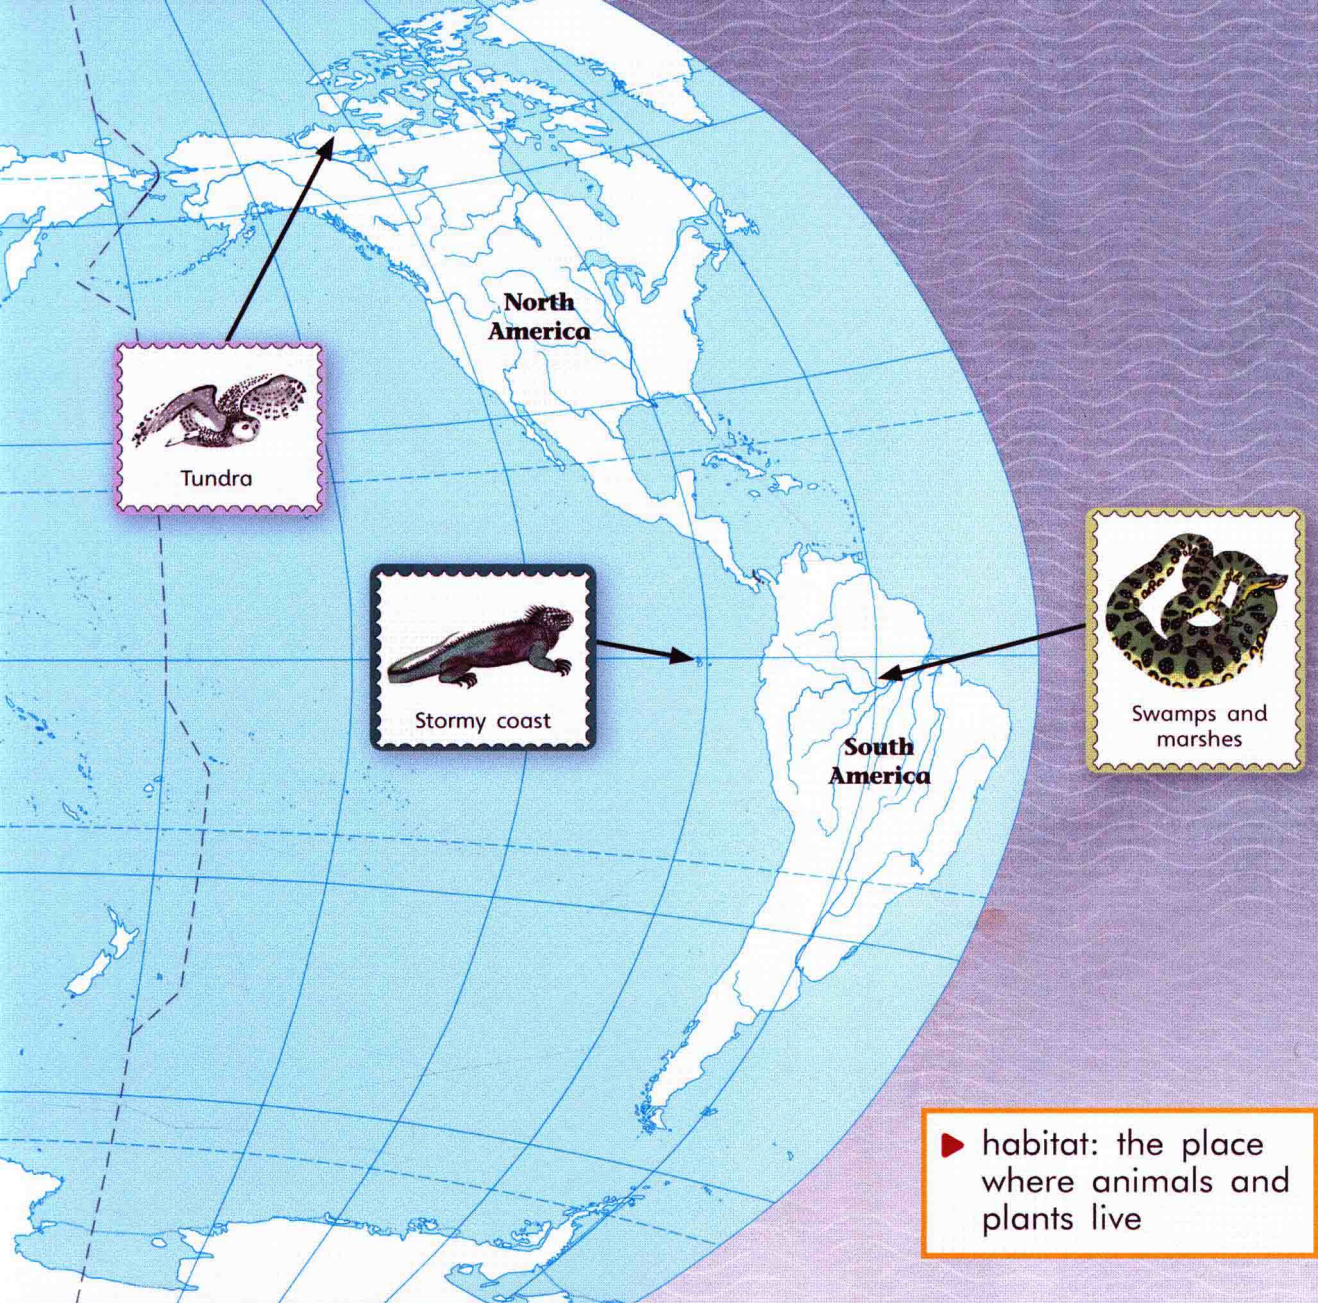 North
America
Tundra
Stormy coast
Swamps and
marshes
South
America
habitat: the place
where animals and
plants live